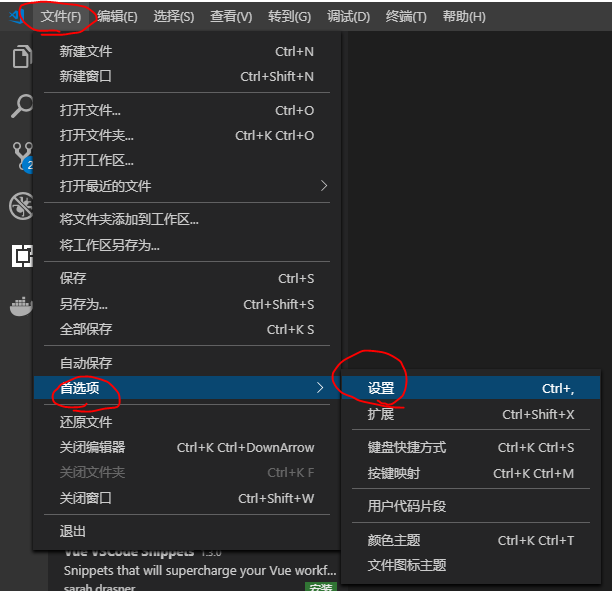 文件(F) 编辑(E) 选择(S) 查看(V) 转到(G) 调试(D) 终端(T) 帮助(H)
新建文件 Ctrl+N
新建窗口 Ctrl+Shift+N
打开文件... Ctrl+O
打开文件夹... Ctrl+K Ctrl+O
打开工作区...
打开最近的文件
将文件夹添加到工作区...
将工作区另存为...
保存 Ctrl+S
另存为... Ctrl+Shift+S
全部保存 Ctrl+K S
自动保存
首选项
还原文件
关闭编辑器 Ctrl+K Ctrl+DownArrow
关闭文件夹 Ctrl+K F
关闭窗口 Ctrl+Shift+W
退出
设置 Ctrl+,
扩展 Ctrl+Shift+X
键盘快捷方式 Ctrl+K Ctrl+S
按键映射 Ctrl+K Ctrl+M
用户代码片段
颜色主题 Ctrl+K Ctrl+T
文件图标主题
2
Vue VSCode Snippets 1.3.0
Snippets that will supercharge your Vue workf...
sarah drasner 安装